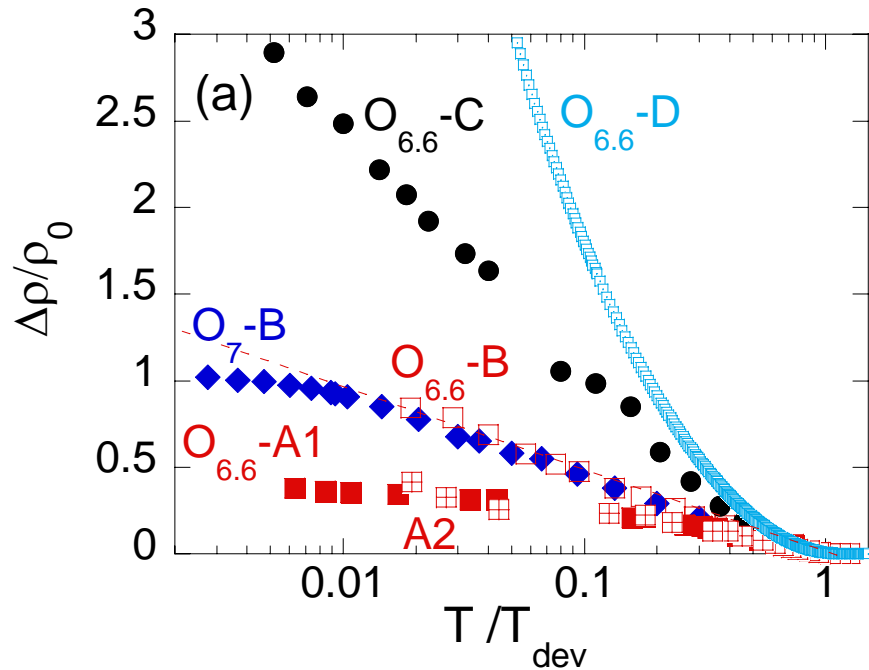 3
2.5
2
1.5
1
0.5
0
Δρ/ρ₀
(a)
O₆.₆-C
O₆.₆-D
O₇-B
O₆.₆-B
O₆.₆-A1
A2
0.01 0.1 1
T/T_dev